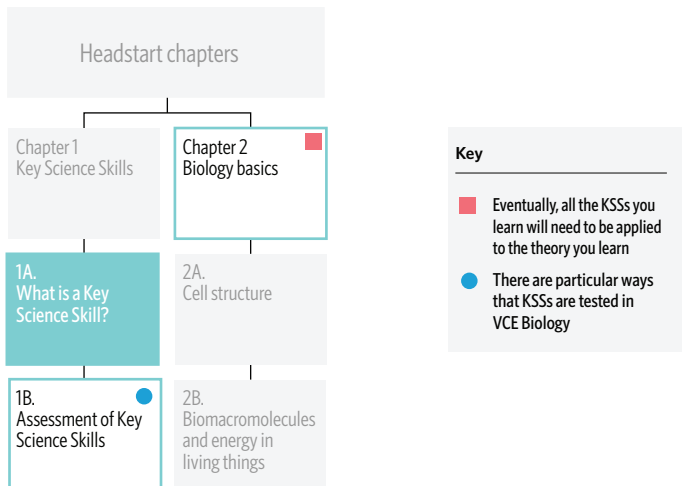 Headstart chapters
Chapter 1
Key Science Skills
Chapter 2
Biology basics
1A.
What is a Key
Science Skill?
2A.
Cell structure
1B.
Assessment of Key
Science Skills
2B.
Biomacromolecules
and energy in
living things
Key
Eventually, all the KSSs you
learn will need to be applied
to the theory you learn
There are particular ways
that KSSs are tested in
VCE Biology